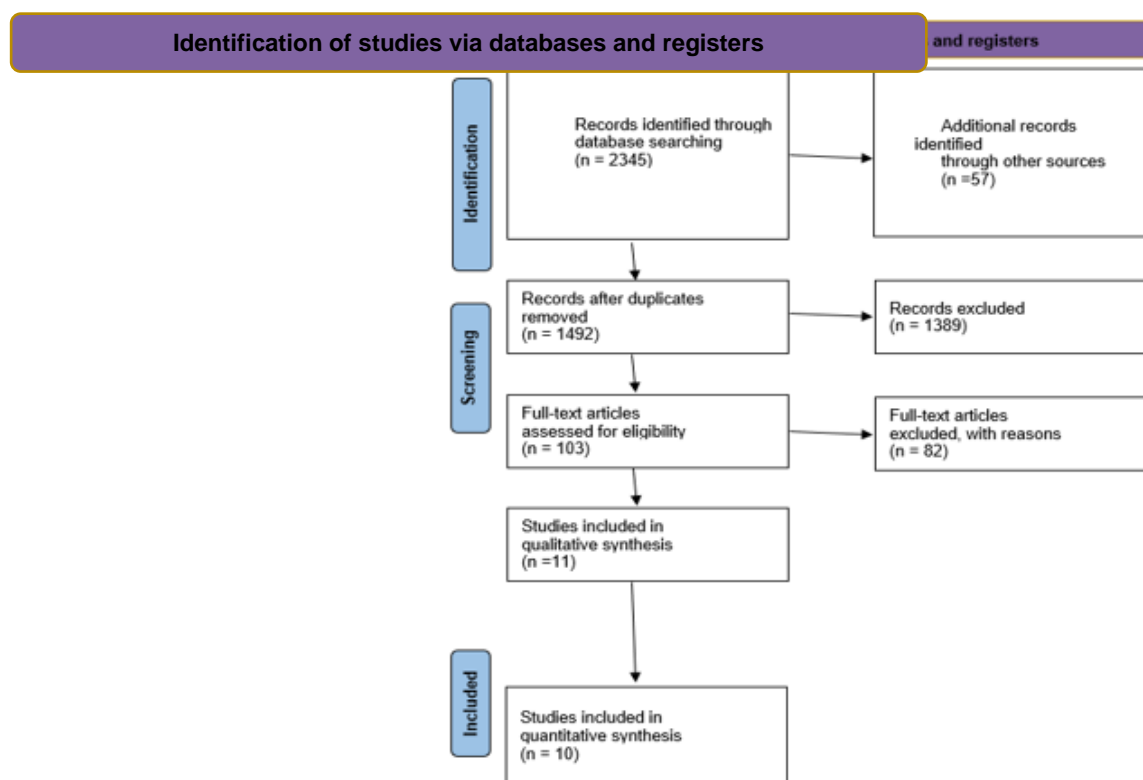 Identification of studies via databases and registers
and registers
Identification
Records identified through
database searching
(n = 2345)
Additional records
identified
through other sources
(n =57)
Screening
Records after duplicates
removed
(n = 1492)
Records excluded
(n = 1389)
Full-text articles
assessed for eligibility
(n = 103)
Full-text articles
excluded, with reasons
(n = 82)
Studies included in
qualitative synthesis
(n =11)
Included
Studies included in
quantitative synthesis
(n = 10)